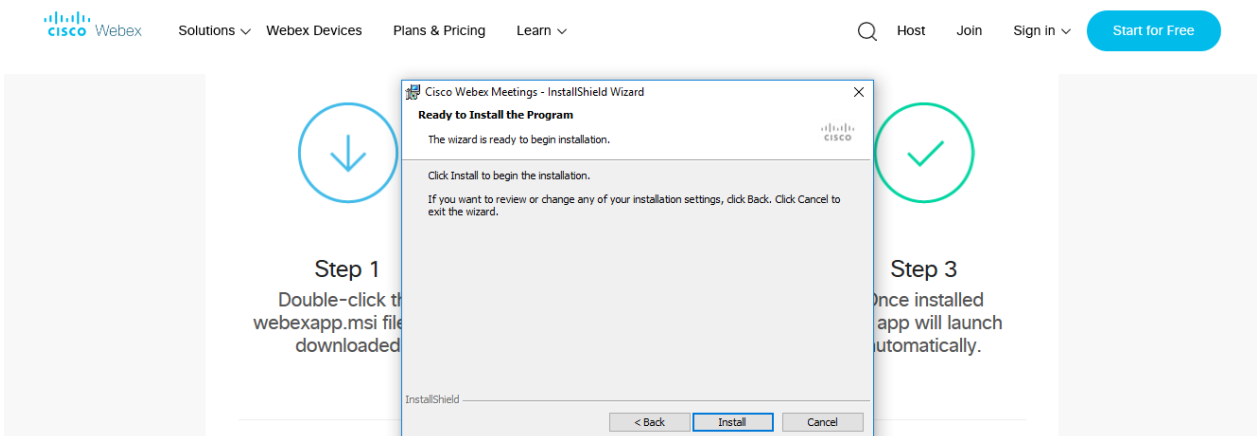 CISCO Webex Solutions Webex Devices Plans & Pricing Learn Host Join Sign in Start for Free
Cisco Webex Meetings - InstallShield Wizard
Ready to Install the Program
The wizard is ready to begin installation.
CISCO
Click Install to begin the installation.
If you want to review or change any of your installation settings, click Back. Click Cancel to
exit the wizard.
InstallShield
< Back Install Cancel
Step 1
Double-click
webexapp.msi
downloaded
Step 3
installed
app will launch